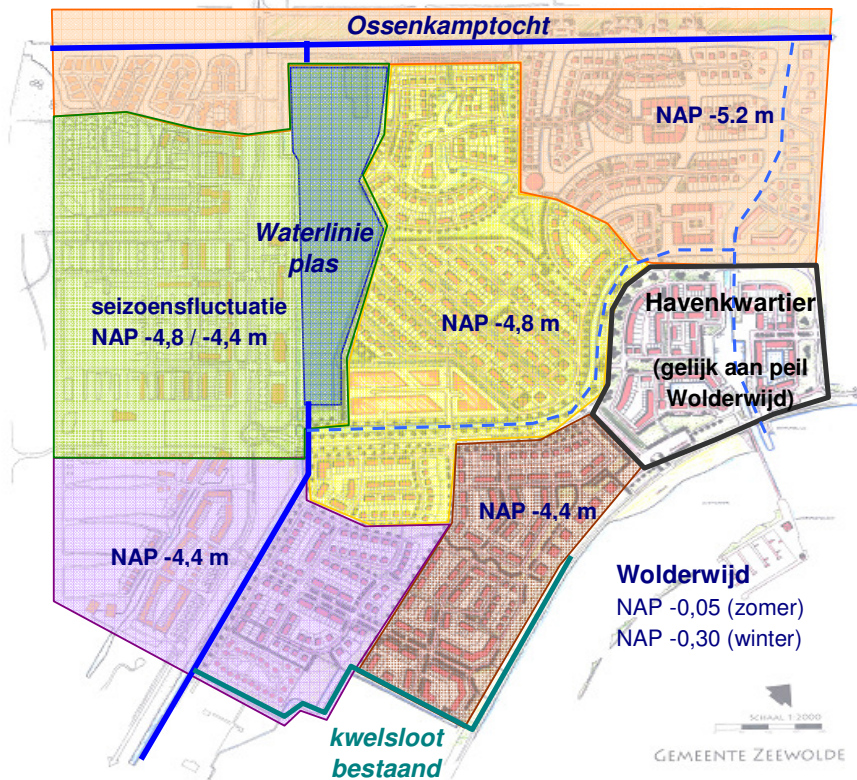 Ossenkamptocht
NAP -5.2 m
Waterlinie
plas
seizoensfluctuatie
NAP -4,8 / -4,4 m
NAP -4,8 m
Havenkwartier
(gelijk aan peil
Wolderwijd)
NAP -4,4 m
NAP -4,4 m
Wolderwijd
NAP -0,05 (zomer)
NAP -0,30 (winter)
kwelsloot
bestaand
SCHAAL 1:2000
GEMEENTE ZEEWOLDE